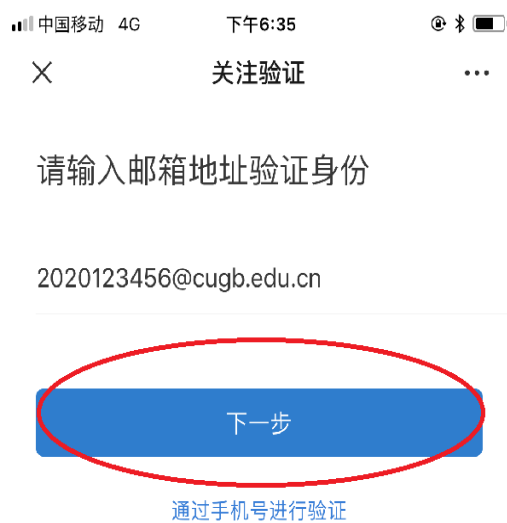 中国移动 4G 下午6:35
关注验证
请输入邮箱地址验证身份
2020123456@cugb.edu.cn
下一步
通过手机号进行验证